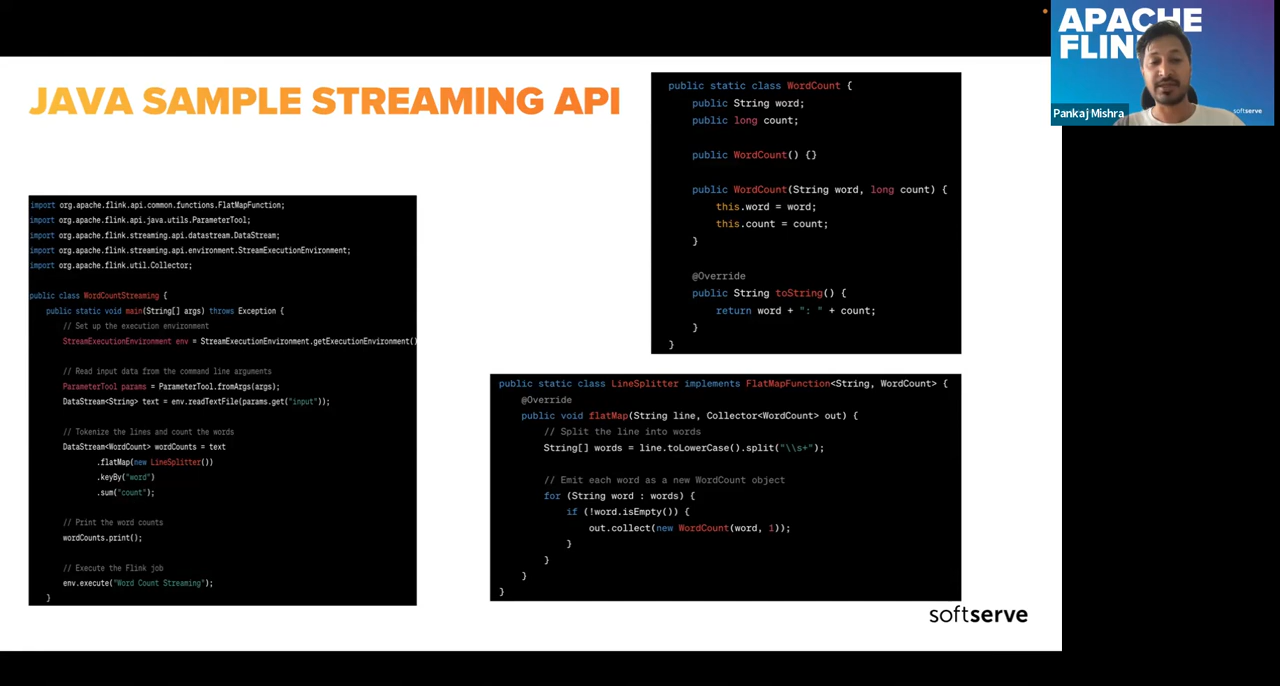 JAVA SAMPLE STREAMING API
import org.apache.flink.api.common.functions.FlatMapFunction;
import org.apache.flink.api.java.utils.ParameterTool;
import org.apache.flink.streaming.api.datastream.DataStream;
import org.apache.flink.streaming.api.environment.StreamExecutionEnvironment;
import org.apache.flink.util.Collector;
public class WordCountStreaming {
public static void main(String[] args) throws Exception {
// Set up the execution environment
StreamExecutionEnvironment env = StreamExecutionEnvironment.getExecutionEnvironment()
// Read input data from the command line arguments
ParameterTool params = ParameterTool.fromArgs(args);
DataStream<String> text = env.readTextFile(params.get("input"));
// Tokenize the lines and count the words
DataStream<WordCount> wordCounts = text
.flatMap(new LineSplitter())
.keyBy("word")
.sum("count");
// Print the word counts
wordCounts.print();
// Execute the Flink job
env.execute("Word Count Streaming");
}
public static class WordCount {
public String word;
public long count;
public WordCount() {}
public WordCount(String word, long count) {
this.word = word;
this.count = count;
}
@Override
public String toString() {
return word + ": " + count;
}
}
public static class LineSplitter implements FlatMapFunction<String, WordCount> {
@Override
public void flatMap(String line, Collector<WordCount> out) {
// Split the line into words
String[] words = line.toLowerCase().split("\\s+");
// Emit each word as a new WordCount object
for (String word : words) {
if (!word.isEmpty()) {
out.collect(new WordCount(word, 1));
}
}
}
}
softserve
APACHE
FLINK
Pankaj Mishra
softserve